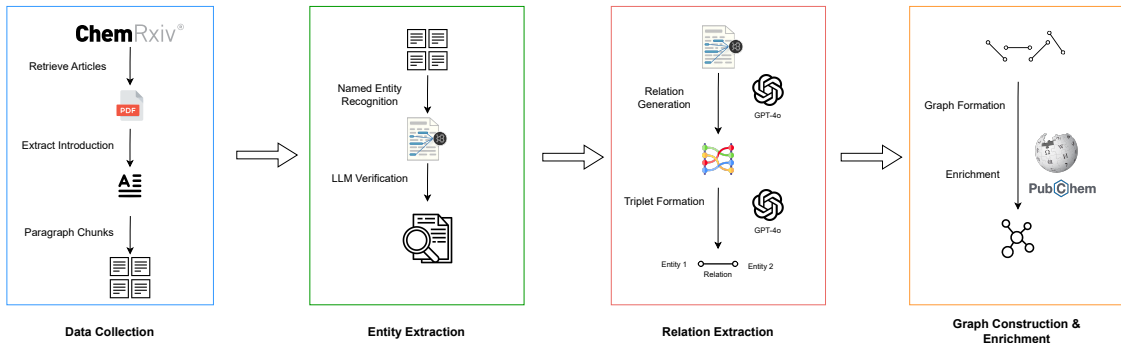 ChemRxiv®
Retrieve Articles
PDF
Extract Introduction
A
Paragraph Chunks
Data Collection
Named Entity
Recognition
LLM Verification
Entity Extraction
Relation
Generation
GPT-4o
Triplet Formation
GPT-4o
Entity 1
Relation
Entity 2
Relation Extraction
Graph Formation
Enrichment
PubChem
Graph Construction &
Enrichment